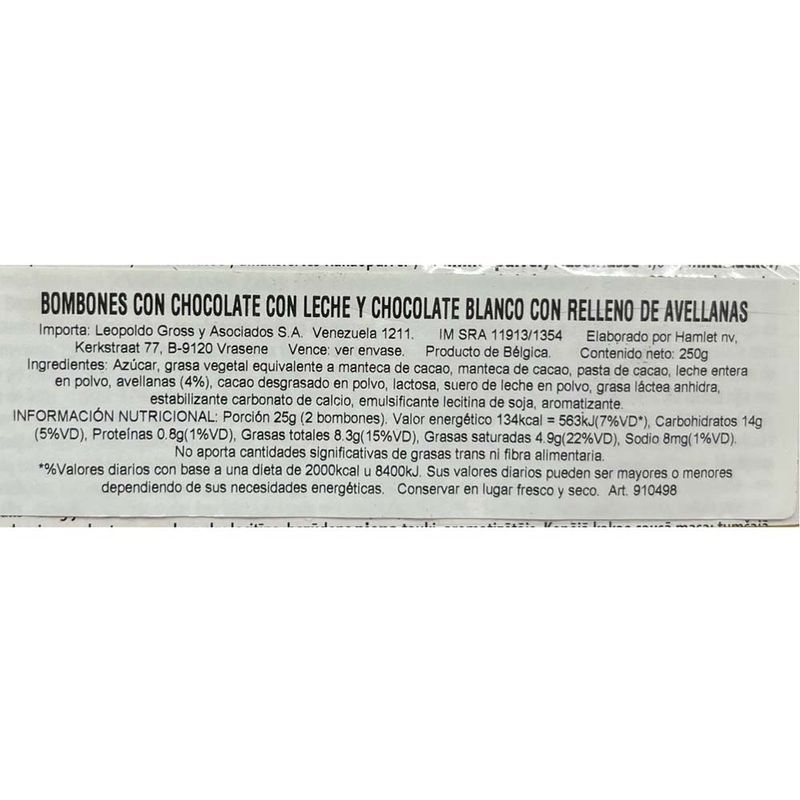 BOMBONES CON CHOCOLATE CON LECHE Y CHOCOLATE BLANCO CON RELLENO DE AVELLANAS
Importa: Leopoldo Gross y Asociados S.A. Venezuela 1211. IM SRA 11913/1354 Elaborado por Hamlet nv,
Kerkstraat 77, B-9120 Vrasene Vence: ver envase. Producto de Bélgica. Contenido neto: 250g
Ingredientes: Azúcar, grasa vegetal equivalente a manteca de cacao, manteca de cacao, pasta de cacao, leche entera
en polvo, avellanas (4%), cacao desgrasado en polvo, lactosa, suero de leche en polvo, grasa láctea anhidra,
estabilizante carbonato de calcio, emulsificante lecitina de soja, aromatizante.
INFORMACIÓN NUTRICIONAL: Porción 25g (2 bombones). Valor energético 134kcal = 563kJ(7%VD*), Carbohidratos 14g
(5%VD), Proteínas 0.8g(1%VD), Grasas totales 8.3g(15%VD), Grasas saturadas 4.9g(22%VD), Sodio 8mg(1%VD).
No aporta cantidades significativas de grasas trans ni fibra alimentaria.
*%Valores diarios con base a una dieta de 2000kcal u 8400kJ. Sus valores diarios pueden ser mayores o menores
dependiendo de sus necesidades energéticas. Conservar en lugar fresco y seco. Art. 910498